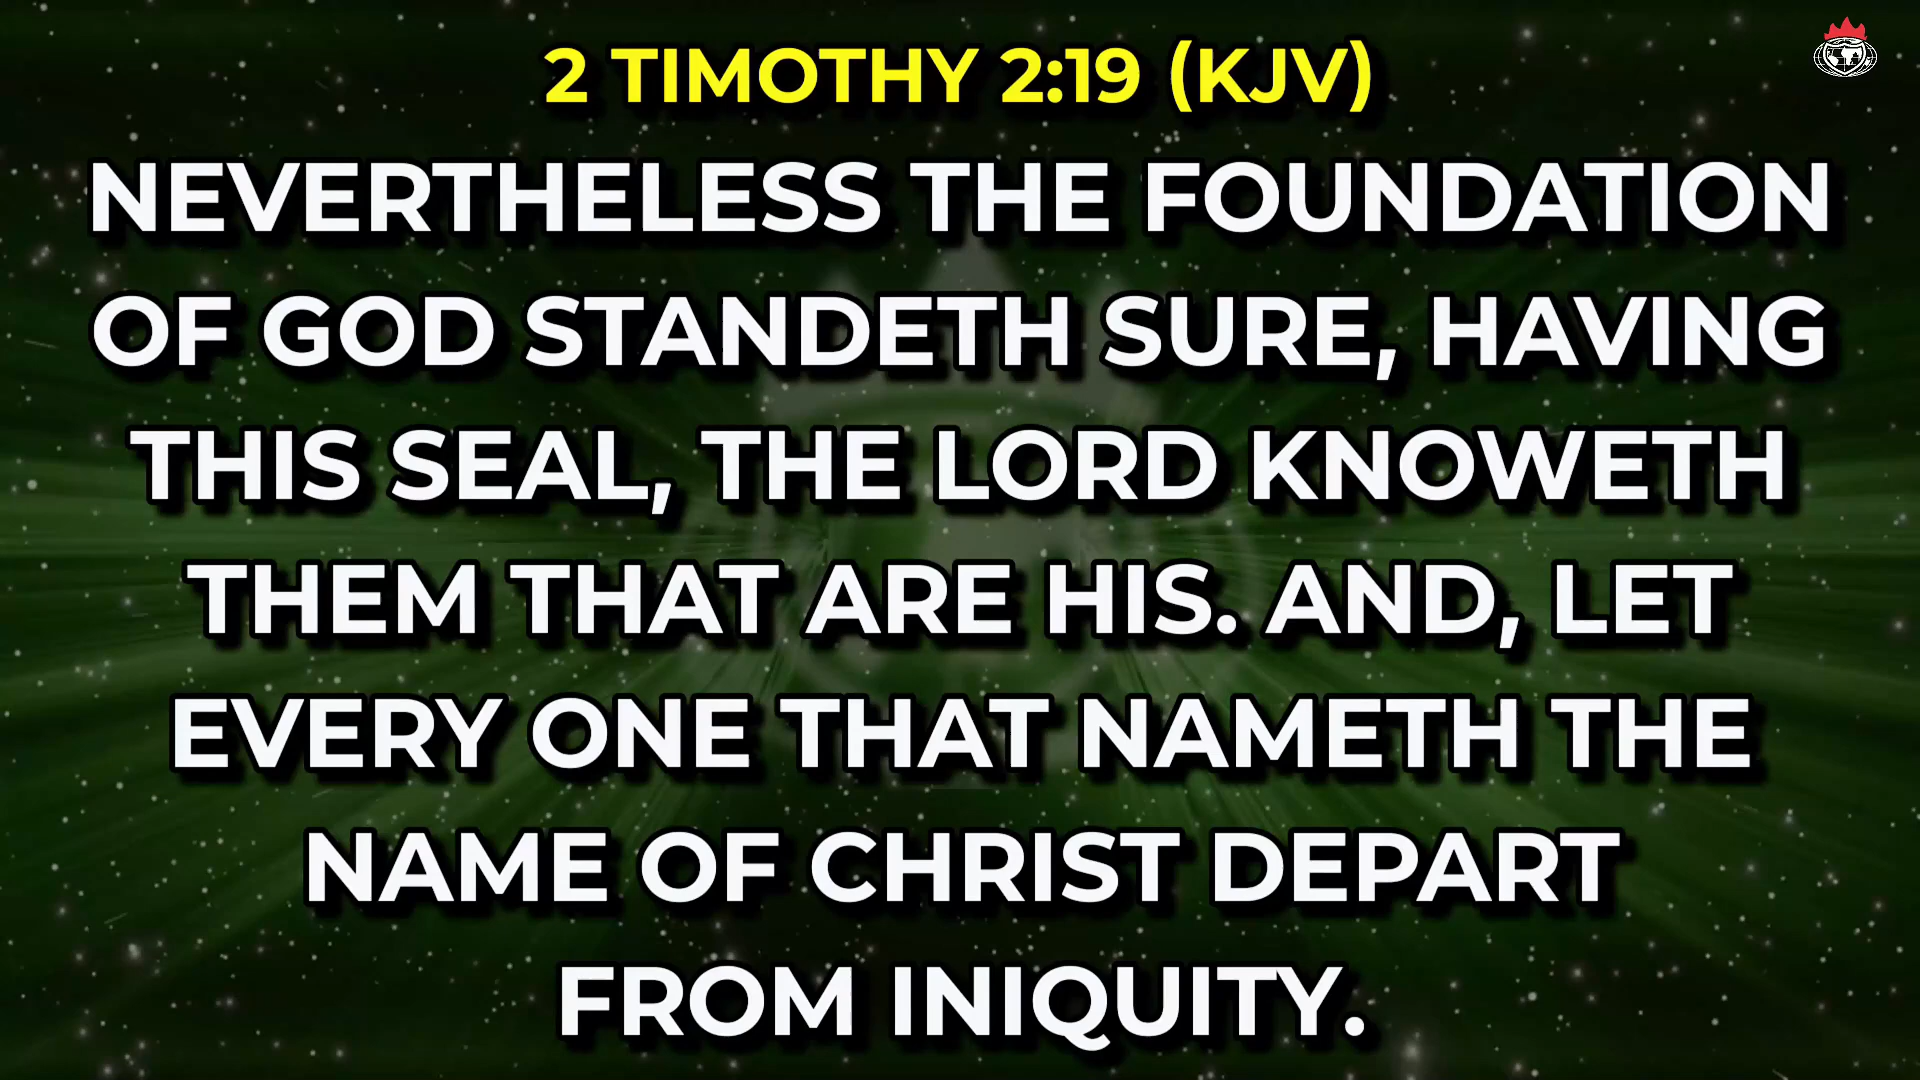 2 TIMOTHY 2:19 (KJV)
NEVERTHELESS THE FOUNDATION
OF GOD STANDETH SURE, HAVING
THIS SEAL, THE LORD KNOWETH
THEM THAT ARE HIS. AND, LET
EVERY ONE THAT NAMETH THE
NAME OF CHRIST DEPART
FROM INIQUITY.